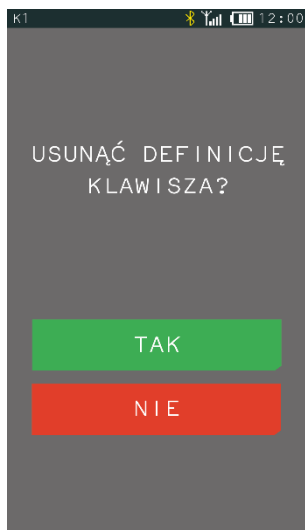 K1 12:00
USUNĄĆ DEFINICJĘ
KLAWISZA?
TAK
NIE